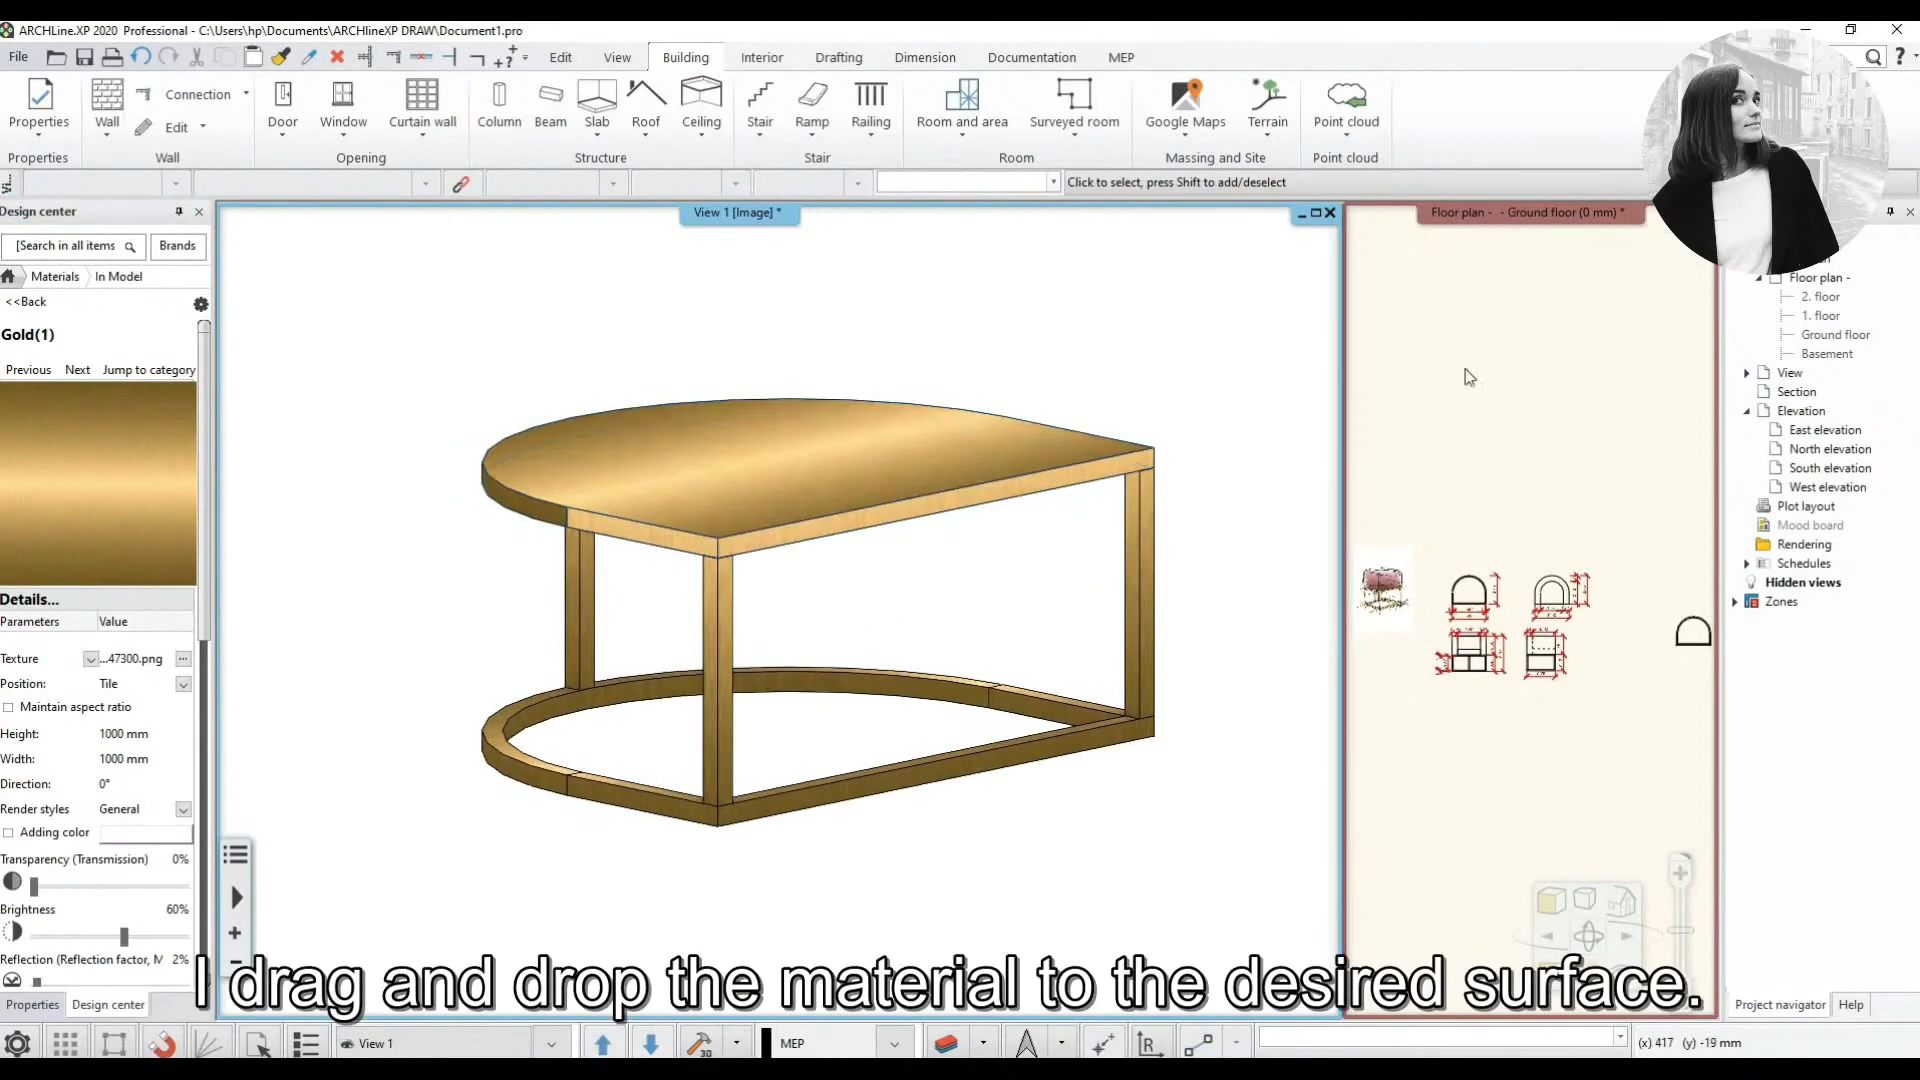 ARCHLine.XP 2020 Professional - C:\Users\hp\Documents\ARCHlineXP DRAW\Document1.pro
File Edit View Building Interior Drafting Dimension Documentation MEP
Properties Wall Connection Edit Door Window Curtain wall Column Beam Slab Roof Ceiling Stair Ramp Railing Room and area Surveyed room Google Maps Terrain Point cloud
Properties Wall Opening Structure Stair Room Massing and Site Point cloud
Click to select, press Shift to add/deselect
Design center
View 1 [Image] *
Floor plan - - Ground floor (0 mm) *
[Search in all items Brands
Materials In Model
<<Back
Gold(1)
Previous Next Jump to category
Details...
Parameters Value
Texture ...47300.png ...
Position: Tile
Maintain aspect ratio
Height: 1000 mm
Width: 1000 mm
Direction: 0°
Render styles General
Adding color
Transparency (Transmission) 0%
Brightness 60%
Reflection (Reflection factor, M 2%
Properties Design center
Floor plan -
2. floor
1. floor
Ground floor
Basement
View
Section
Elevation
East elevation
North elevation
South elevation
West elevation
Plot layout
Mood board
Rendering
Schedules
Hidden views
Zones
I drag and drop the material to the desired surface.
Project navigator Help
View 1
MEP
(x) 417 (y) -19 mm